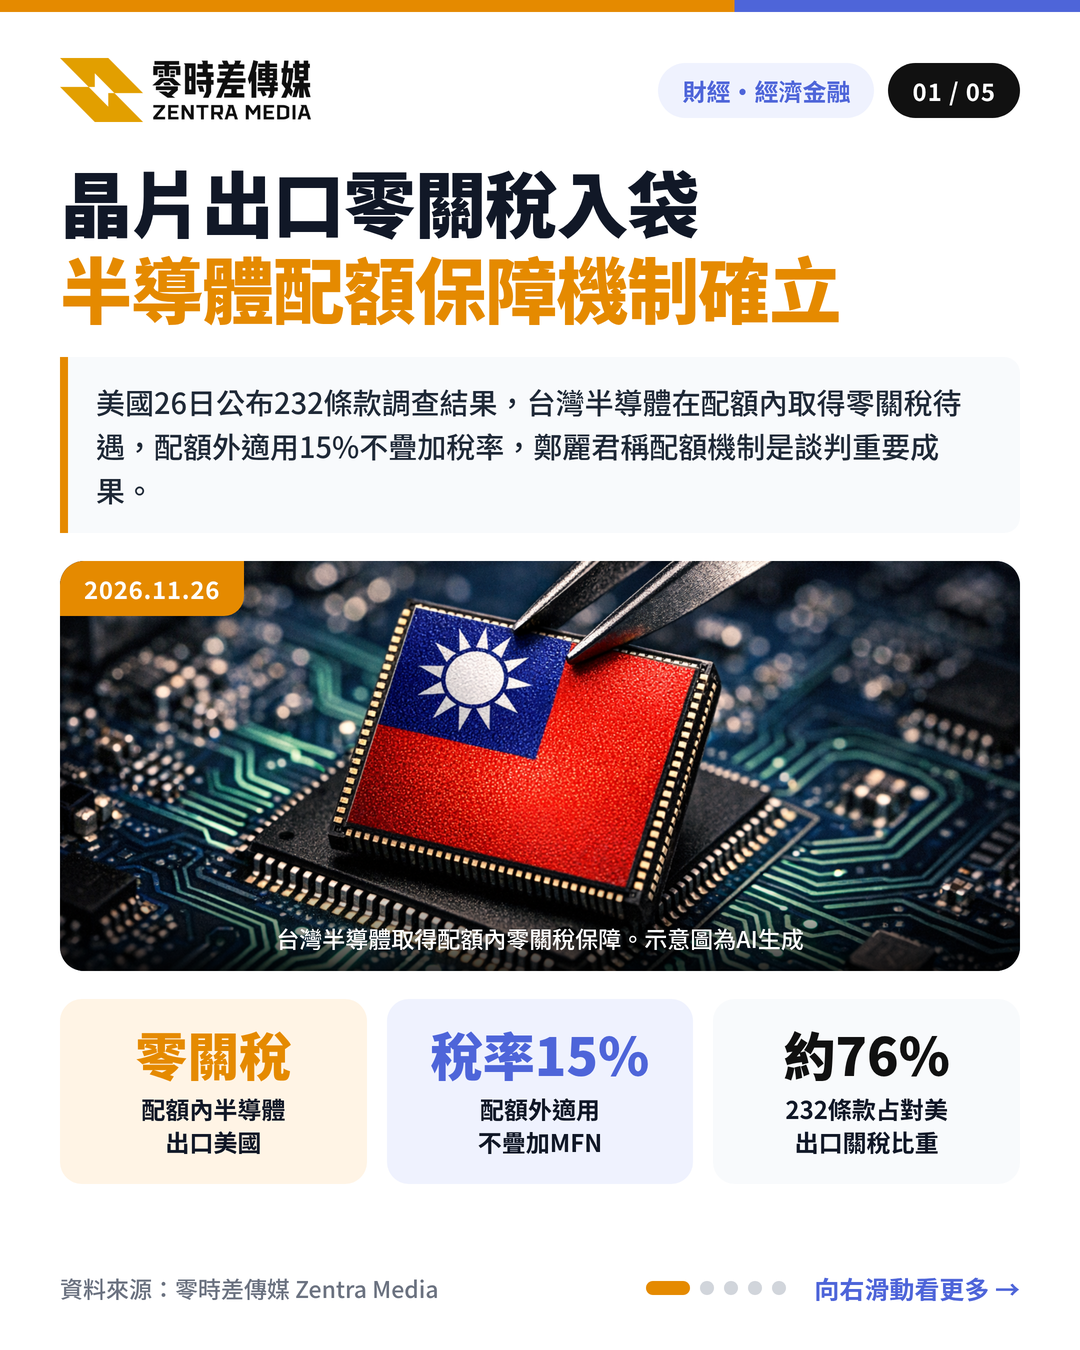 零時差傳媒
ZENTRA MEDIA
財經・經濟金融
01 / 05
晶片出口零關稅入袋
半導體配額保障機制確立
美國26日公布232條款調查結果，台灣半導體在配額內取得零關稅待
遇，配額外適用15%不疊加稅率，鄭麗君稱配額機制是談判重要成
果。
2026.11.26
台灣半導體取得配額內零關稅保障。示意圖為AI生成
零關稅
配額內半導體
出口美國
稅率15%
配額外適用
不疊加MFN
約76%
232條款占對美
出口關稅比重
資料來源：零時差傳媒 Zentra Media
向右滑動看更多 →